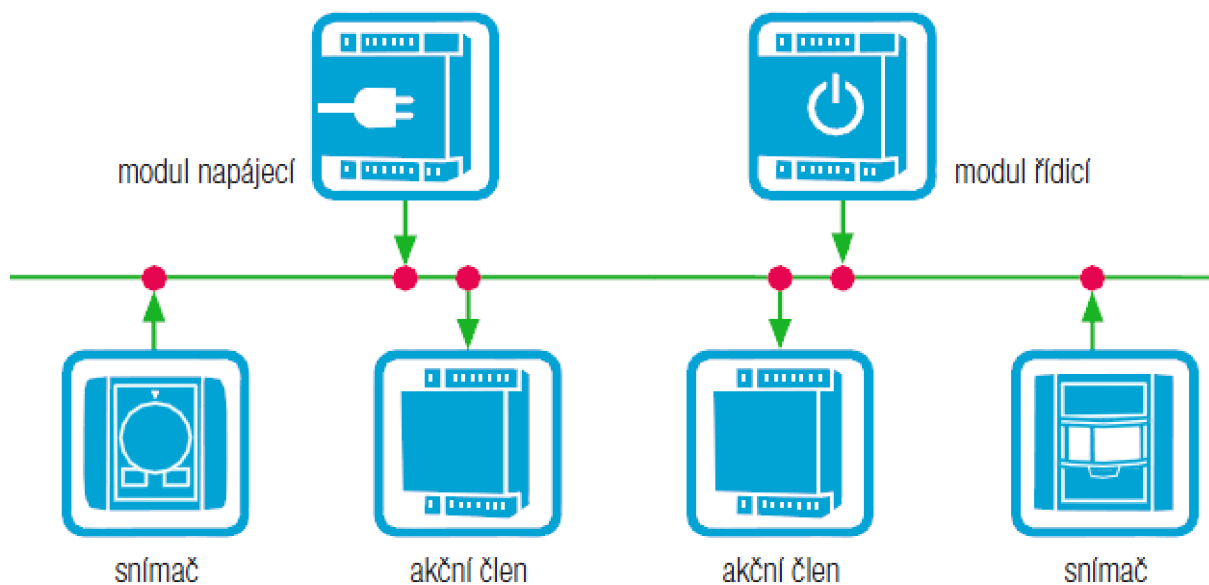 modul napájecí
modul řídicí
snímač
akční člen
akční člen
snímač